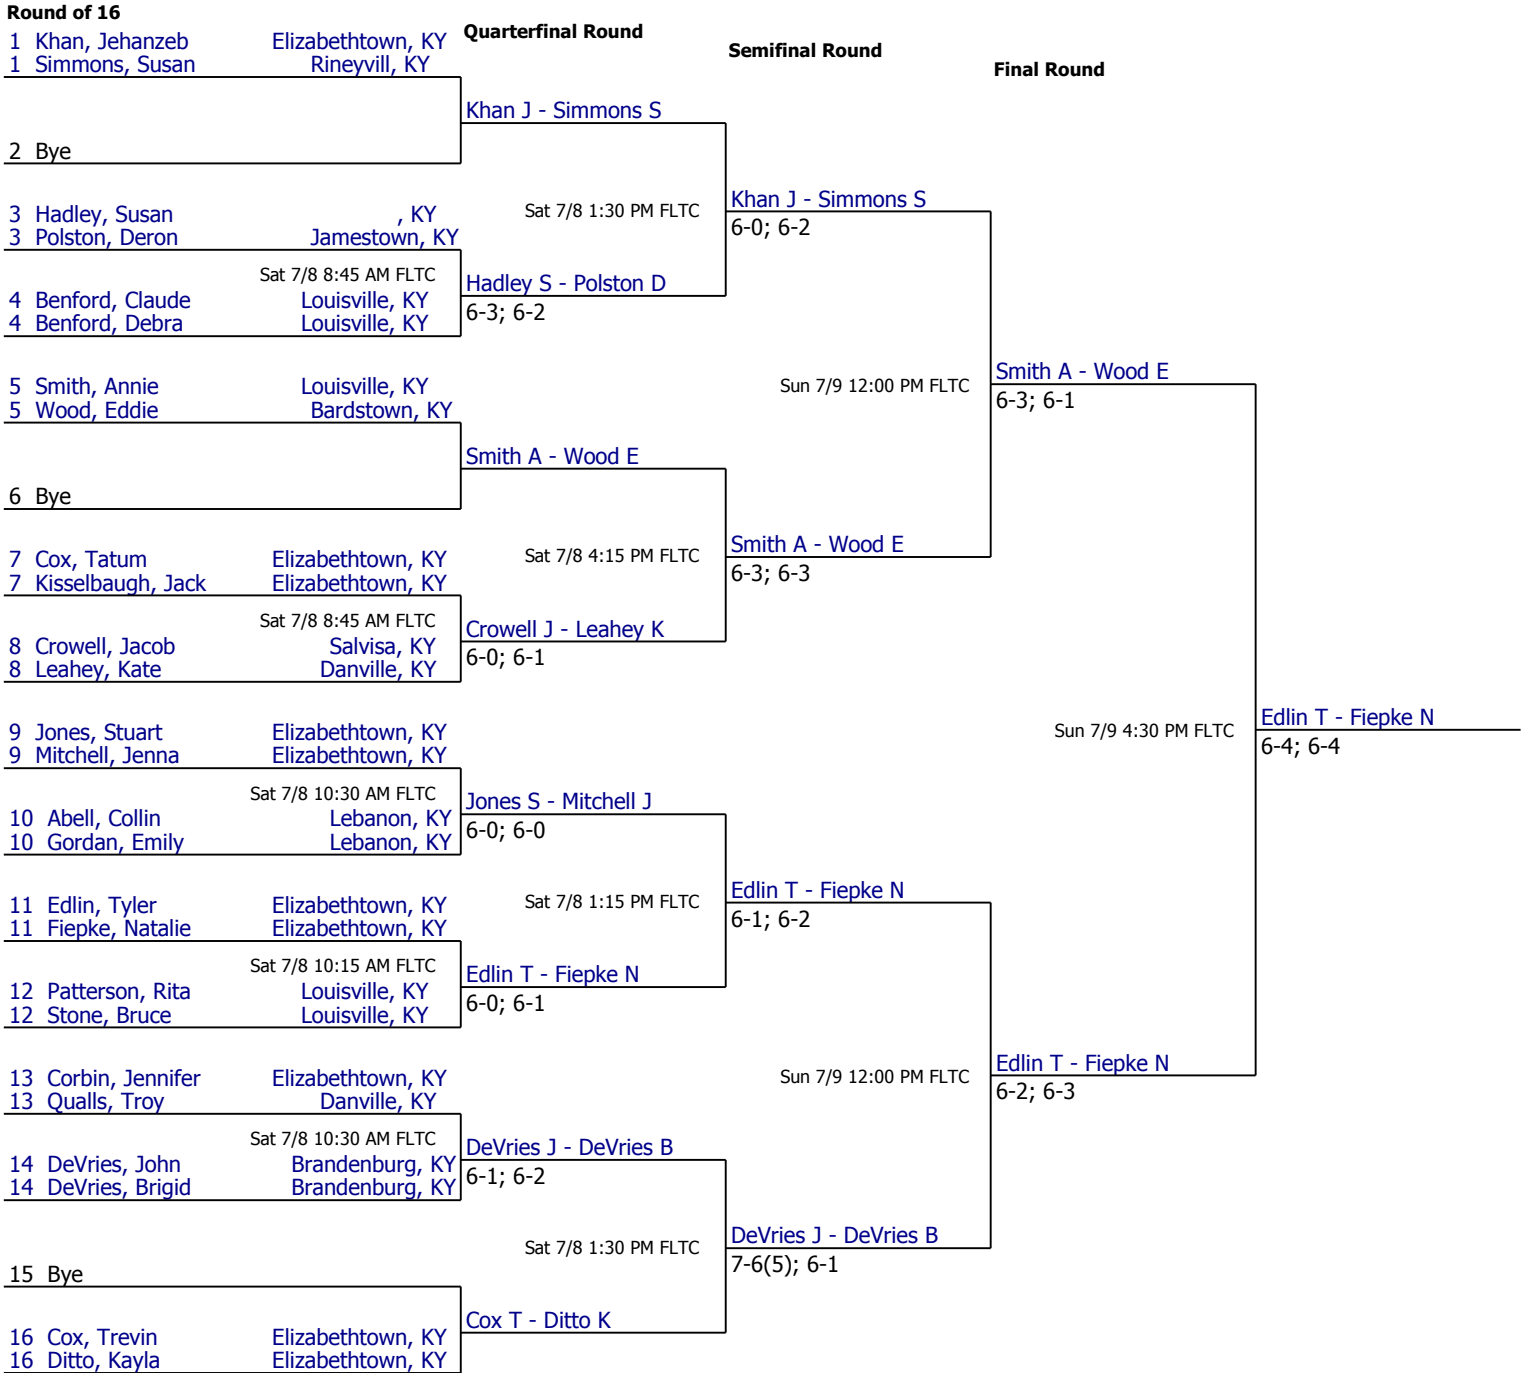 Round of 16
Quarterfinal Round
Semifinal Round
Final Round
1 Khan, Jehanzeb Elizabethtown, KY
1 Simmons, Susan Rineyvill, KY
Khan J - Simmons S
2 Bye
Sat 7/8 1:30 PM FLTC
Khan J - Simmons S
6-0; 6-2
3 Hadley, Susan , KY
3 Polston, Deron Jamestown, KY
Sat 7/8 8:45 AM FLTC
Hadley S - Polston D
6-3; 6-2
4 Benford, Claude Louisville, KY
4 Benford, Debra Louisville, KY
Sun 7/9 12:00 PM FLTC
Smith A - Wood E
6-3; 6-1
5 Smith, Annie Louisville, KY
5 Wood, Eddie Bardstown, KY
Smith A - Wood E
6 Bye
Sat 7/8 4:15 PM FLTC
Smith A - Wood E
6-3; 6-3
7 Cox, Tatum Elizabethtown, KY
7 Kisselbaugh, Jack Elizabethtown, KY
Sat 7/8 8:45 AM FLTC
Crowell J - Leahey K
6-0; 6-1
8 Crowell, Jacob Salvisa, KY
8 Leahey, Kate Danville, KY
Sun 7/9 4:30 PM FLTC
Edlin T - Fiepke N
6-4; 6-4
9 Jones, Stuart Elizabethtown, KY
9 Mitchell, Jenna Elizabethtown, KY
Sat 7/8 10:30 AM FLTC
Jones S - Mitchell J
6-0; 6-0
10 Abell, Collin Lebanon, KY
10 Gordan, Emily Lebanon, KY
Sat 7/8 1:15 PM FLTC
Edlin T - Fiepke N
6-1; 6-2
11 Edlin, Tyler Elizabethtown, KY
11 Fiepke, Natalie Elizabethtown, KY
Sat 7/8 10:15 AM FLTC
Edlin T - Fiepke N
6-0; 6-1
12 Patterson, Rita Louisville, KY
12 Stone, Bruce Louisville, KY
Sun 7/9 12:00 PM FLTC
Edlin T - Fiepke N
6-2; 6-3
13 Corbin, Jennifer Elizabethtown, KY
13 Qualls, Troy Danville, KY
Sat 7/8 10:30 AM FLTC
DeVries J - DeVries B
6-1; 6-2
14 DeVries, John Brandenburg, KY
14 DeVries, Brigid Brandenburg, KY
Sat 7/8 1:30 PM FLTC
DeVries J - DeVries B
7-6(5); 6-1
15 Bye
Cox T - Ditto K
16 Cox, Trevin Elizabethtown, KY
16 Ditto, Kayla Elizabethtown, KY